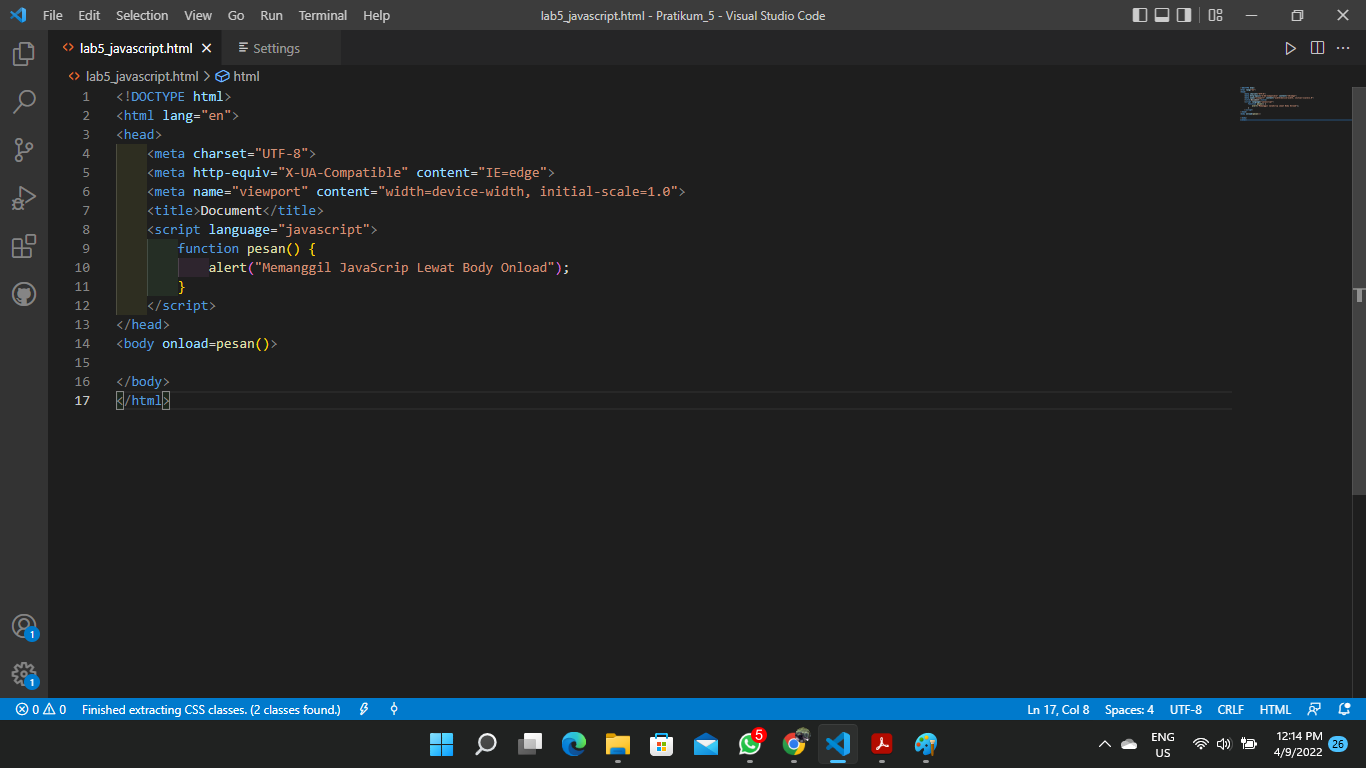 File Edit Selection View Go Run Terminal Help lab5_javascript.html - Pratikum_5 - Visual Studio Code
lab5_javascript.html Settings
lab5_javascript.html > html
1 <!DOCTYPE html>
2 <html lang="en">
3 <head>
4 <meta charset="UTF-8">
5 <meta http-equiv="X-UA-Compatible" content="IE=edge">
6 <meta name="viewport" content="width=device-width, initial-scale=1.0">
7 <title>Document</title>
8 <script language="javascript">
9 function pesan() {
10 alert("Memanggil JavaScrip Lewat Body Onload");
11 }
12 </script>
13 </head>
14 <body onload=pesan()>
15
16 </body>
17 </html>
1
1
0 0 Finished extracting CSS classes. (2 classes found.) Ln 17, Col 8 Spaces: 4 UTF-8 CRLF HTML
5
ENG
US
12:14 PM
4/9/2022
26